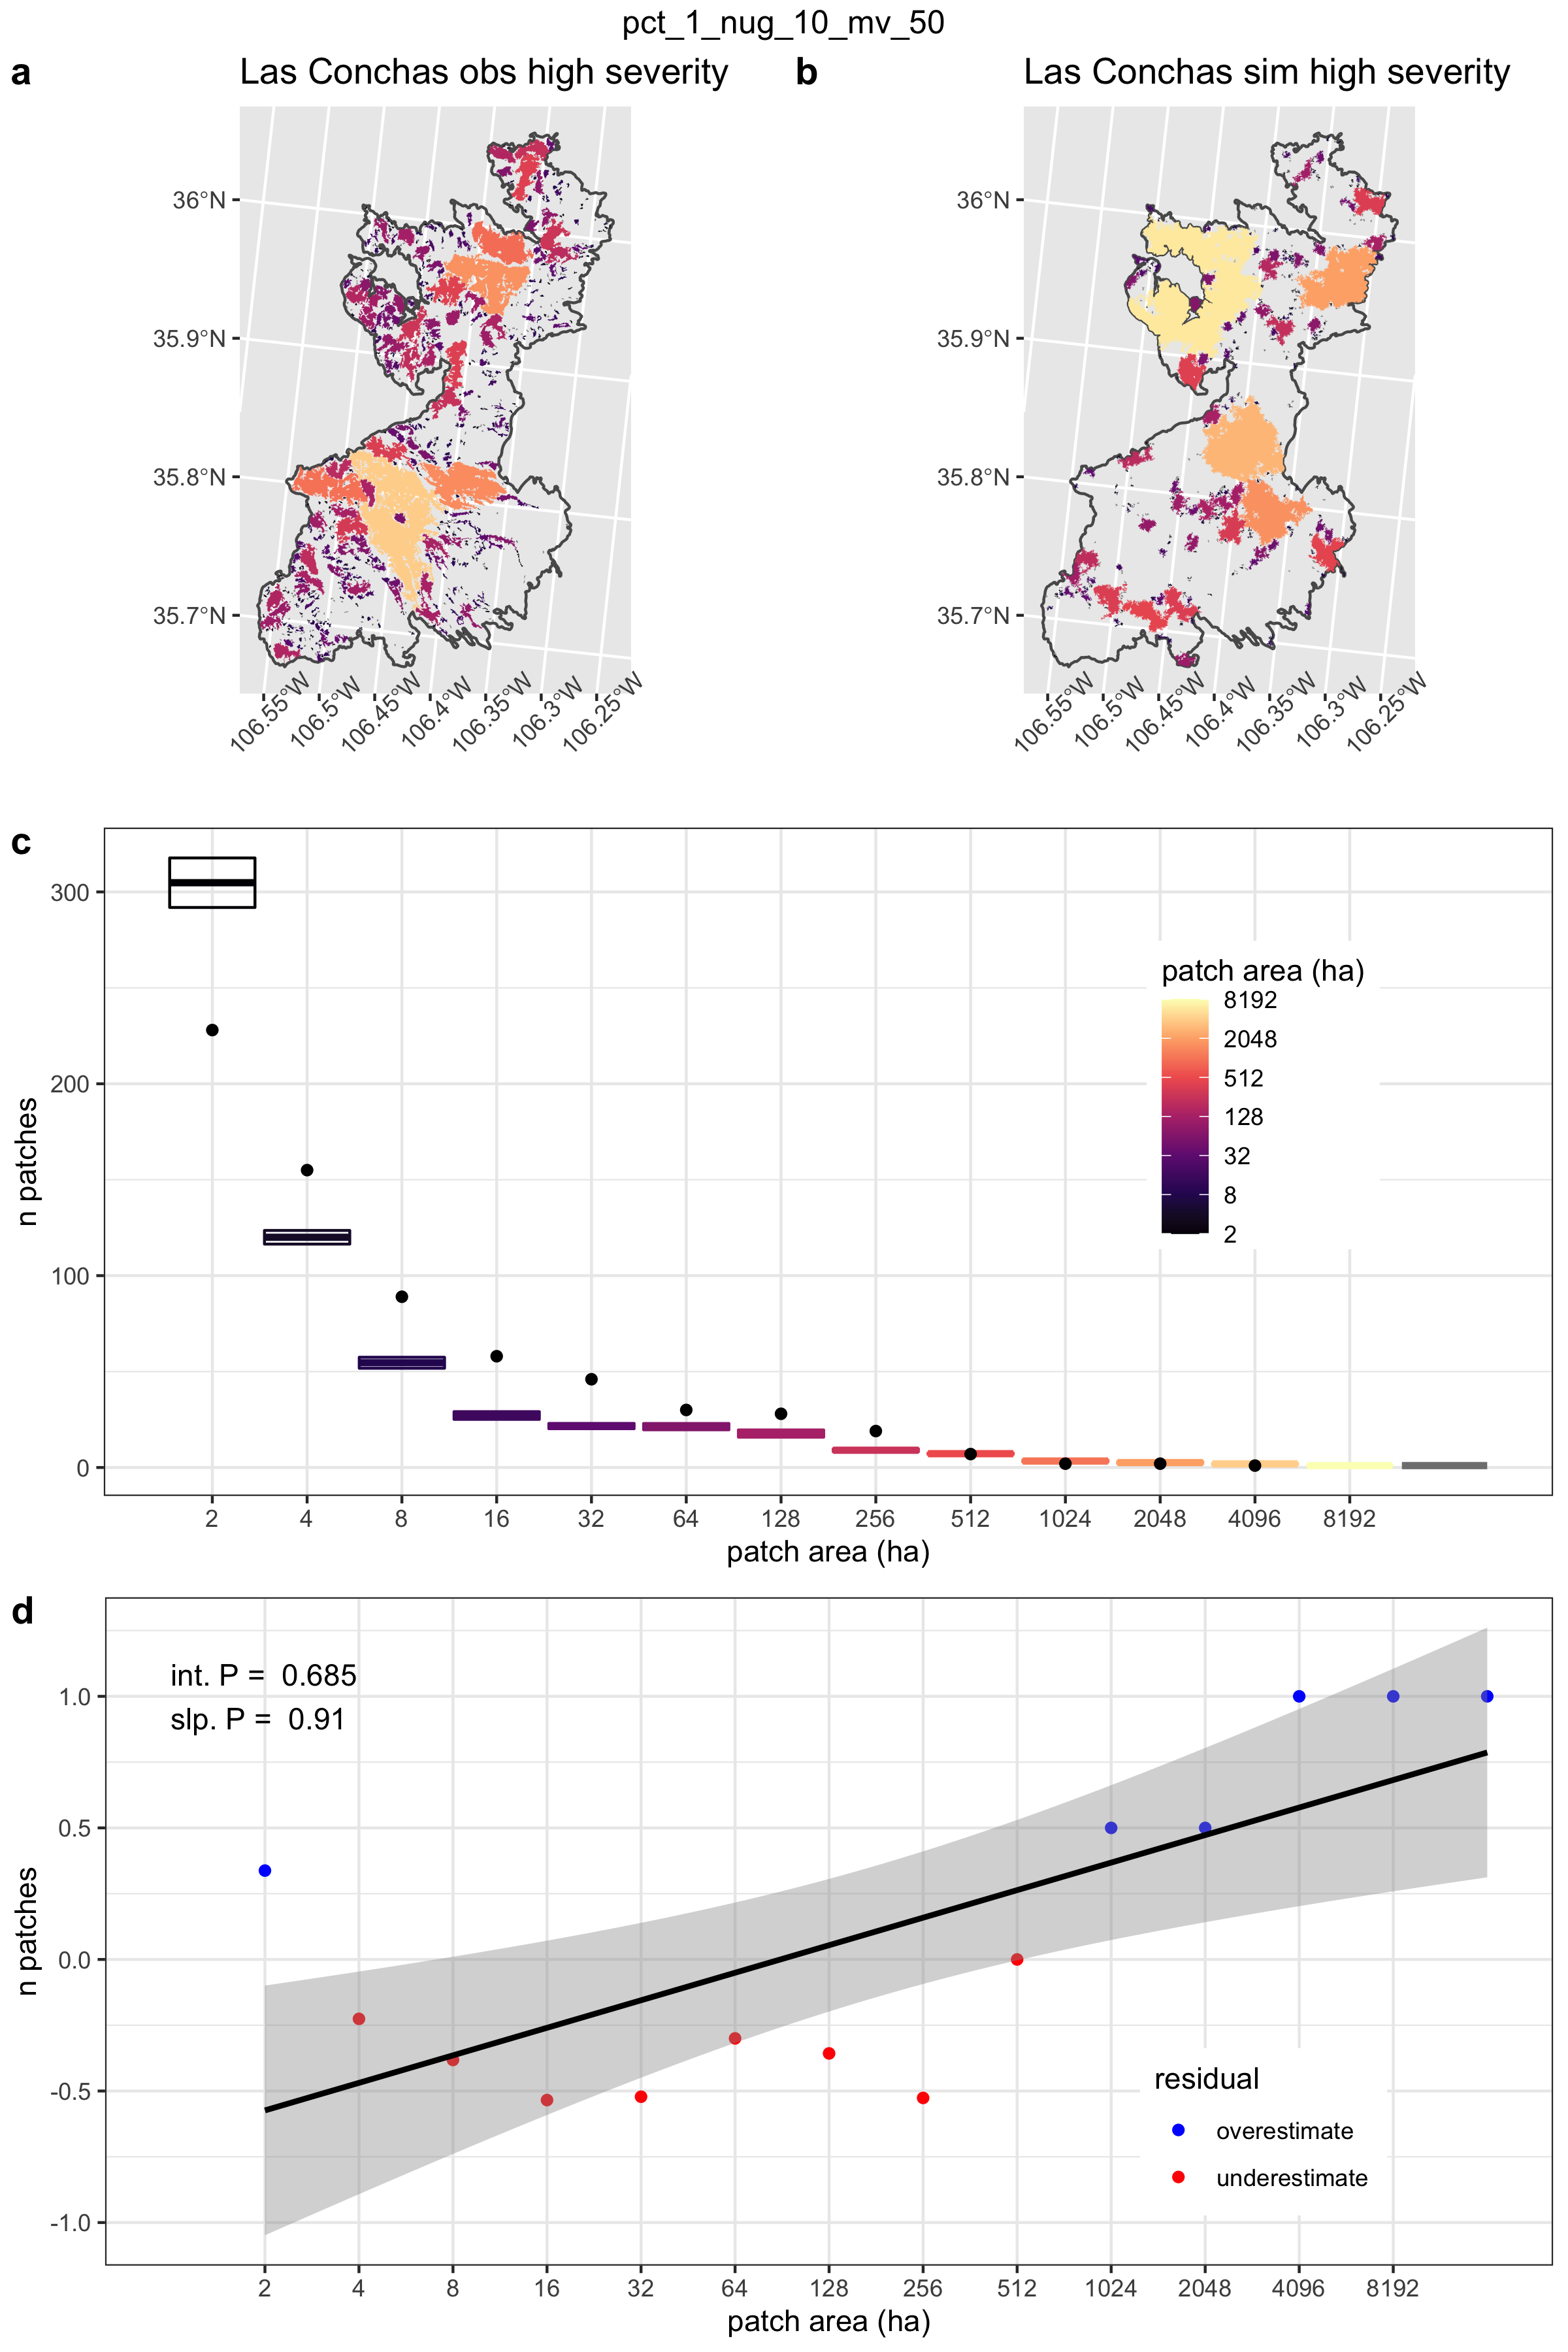 pct_1_nug_10_mv_50
a
Las Conchas obs high severity
36°N
35.9°N
35.8°N
35.7°N
106.55°W
106.5°W
106.45°W
106.4°W
106.35°W
106.3°W
106.25°W
b
Las Conchas sim high severity
36°N
35.9°N
35.8°N
35.7°N
106.55°W
106.5°W
106.45°W
106.4°W
106.35°W
106.3°W
106.25°W
c
n patches
300
200
100
0
patch area (ha)
8192
2048
512
128
32
8
2
2 4 8 16 32 64 128 256 512 1024 2048 4096 8192
patch area (ha)
d
n patches
int. P = 0.685
slp. P = 0.91
1.0
0.5
0.0
-0.5
-1.0
residual
overestimate
underestimate
2 4 8 16 32 64 128 256 512 1024 2048 4096 8192
patch area (ha)